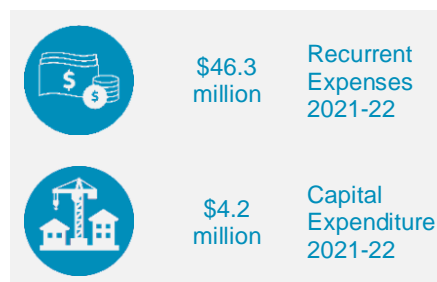 $46.3
million
Recurrent
Expenses
2021-22
$
$
$4.2
million
Capital
Expenditure
2021-22